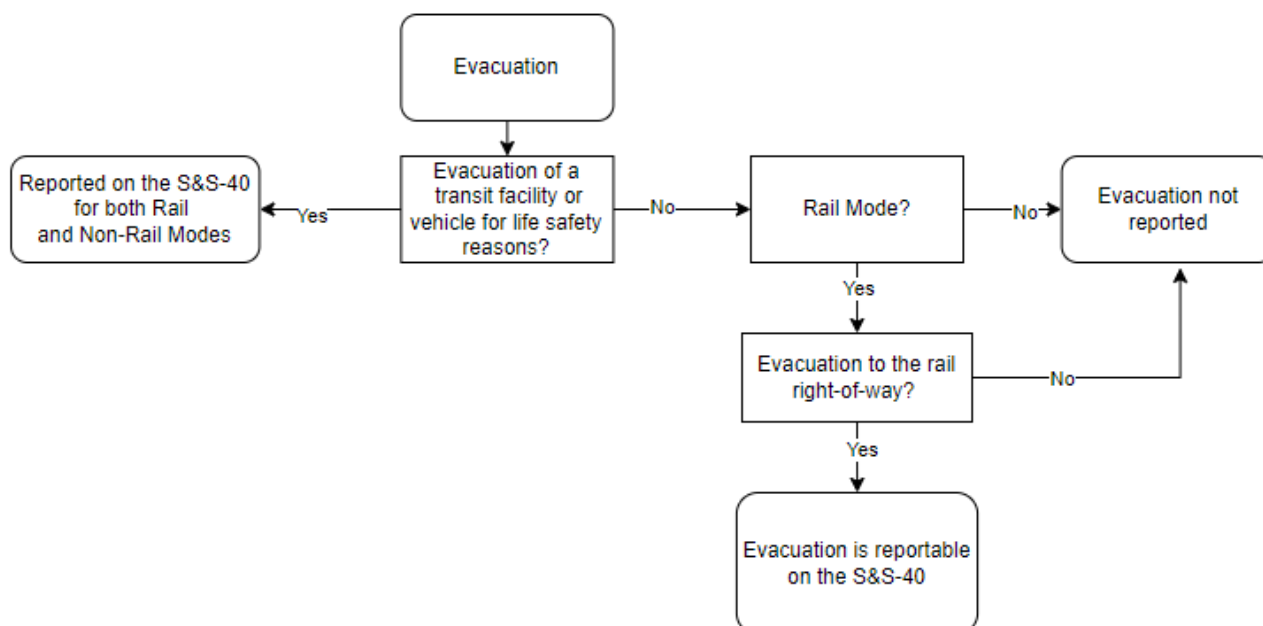 Evacuation
Reported on the S&S-40
for both Rail
and Non-Rail Modes
Yes
Evacuation of a
transit facility or
vehicle for life safety
reasons?
No
Rail Mode?
No
Evacuation not
reported
Yes
Evacuation to the rail
right-of-way?
No
Yes
Evacuation is reportable
on the S&S-40